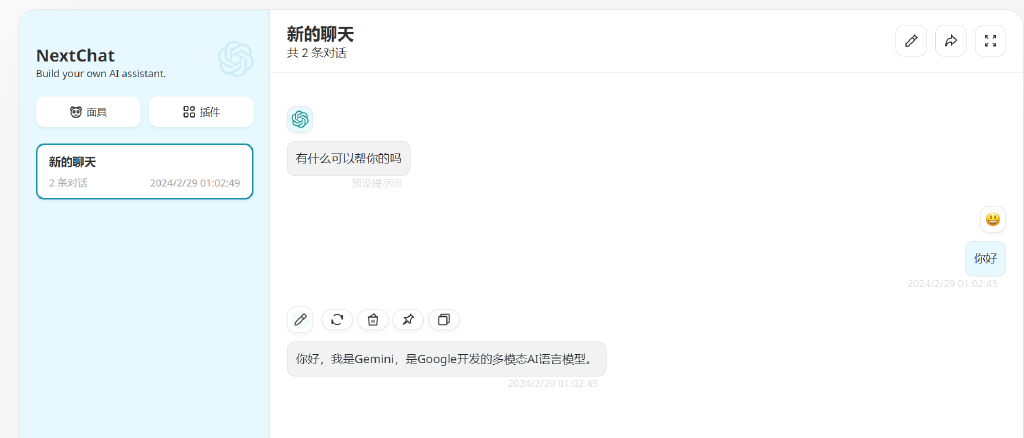 NextChat
Build your own AI assistant.
面具
插件
新的聊天
2 条对话
2024/2/29 01:02:49
新的聊天
共 2 条对话
有什么可以帮你的吗
预设提示词
你好
2024/2/29 01:02:45
你好，我是Gemini，是Google开发的多模态AI语言模型。
2024/2/29 01:02:45